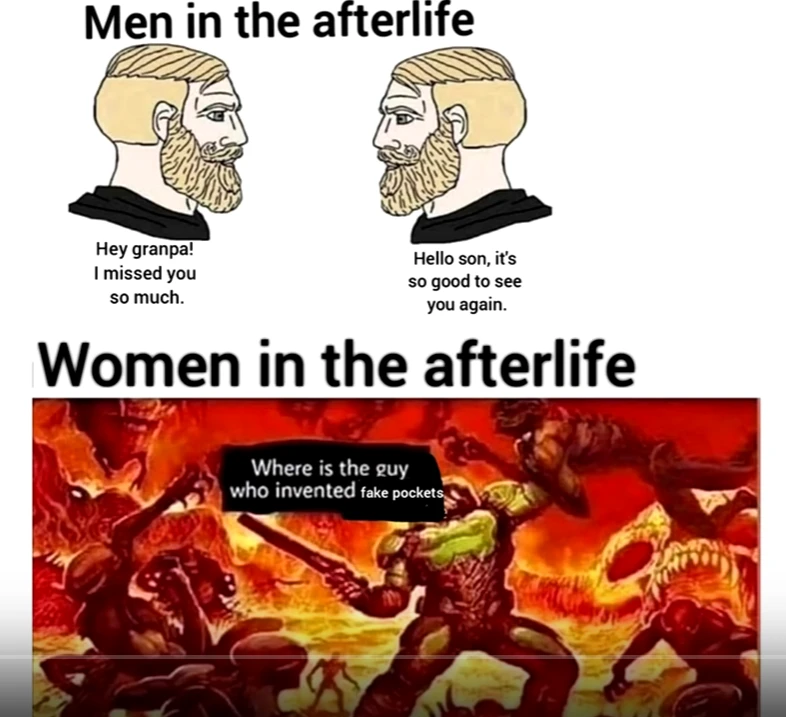 Men in the afterlife
Hey granpa!
I missed you
so much.
Hello son, it's
so good to see
you again.
Women in the afterlife
Where is the guy
who invented fake pockets